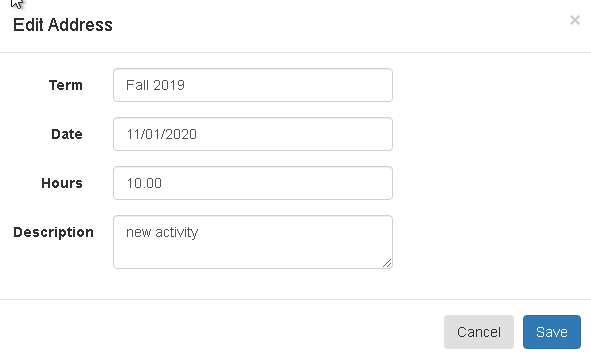 Edit Address
×
Term
Fall 2019
Date
11/01/2020
Hours
10.00
Description
new activity
Cancel
Save